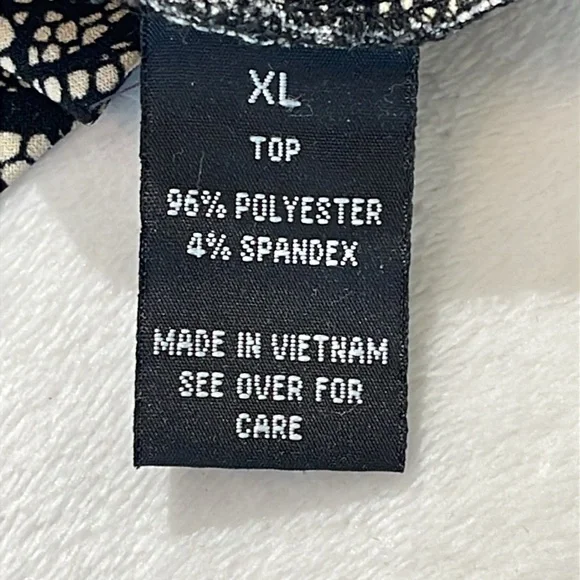 XL
TOP
96% POLYESTER
4% SPANDEX
MADE IN VIETNAM
SEE OVER FOR
CARE